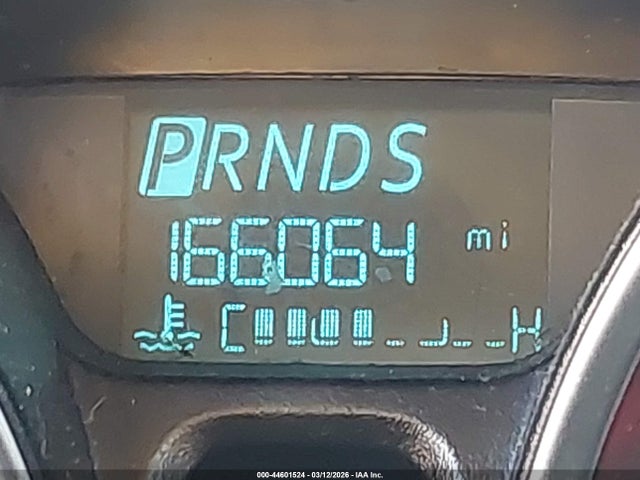 PRNDS
166064 mi
C H
000-44601524 - 03/12/2026 - IAA Inc.